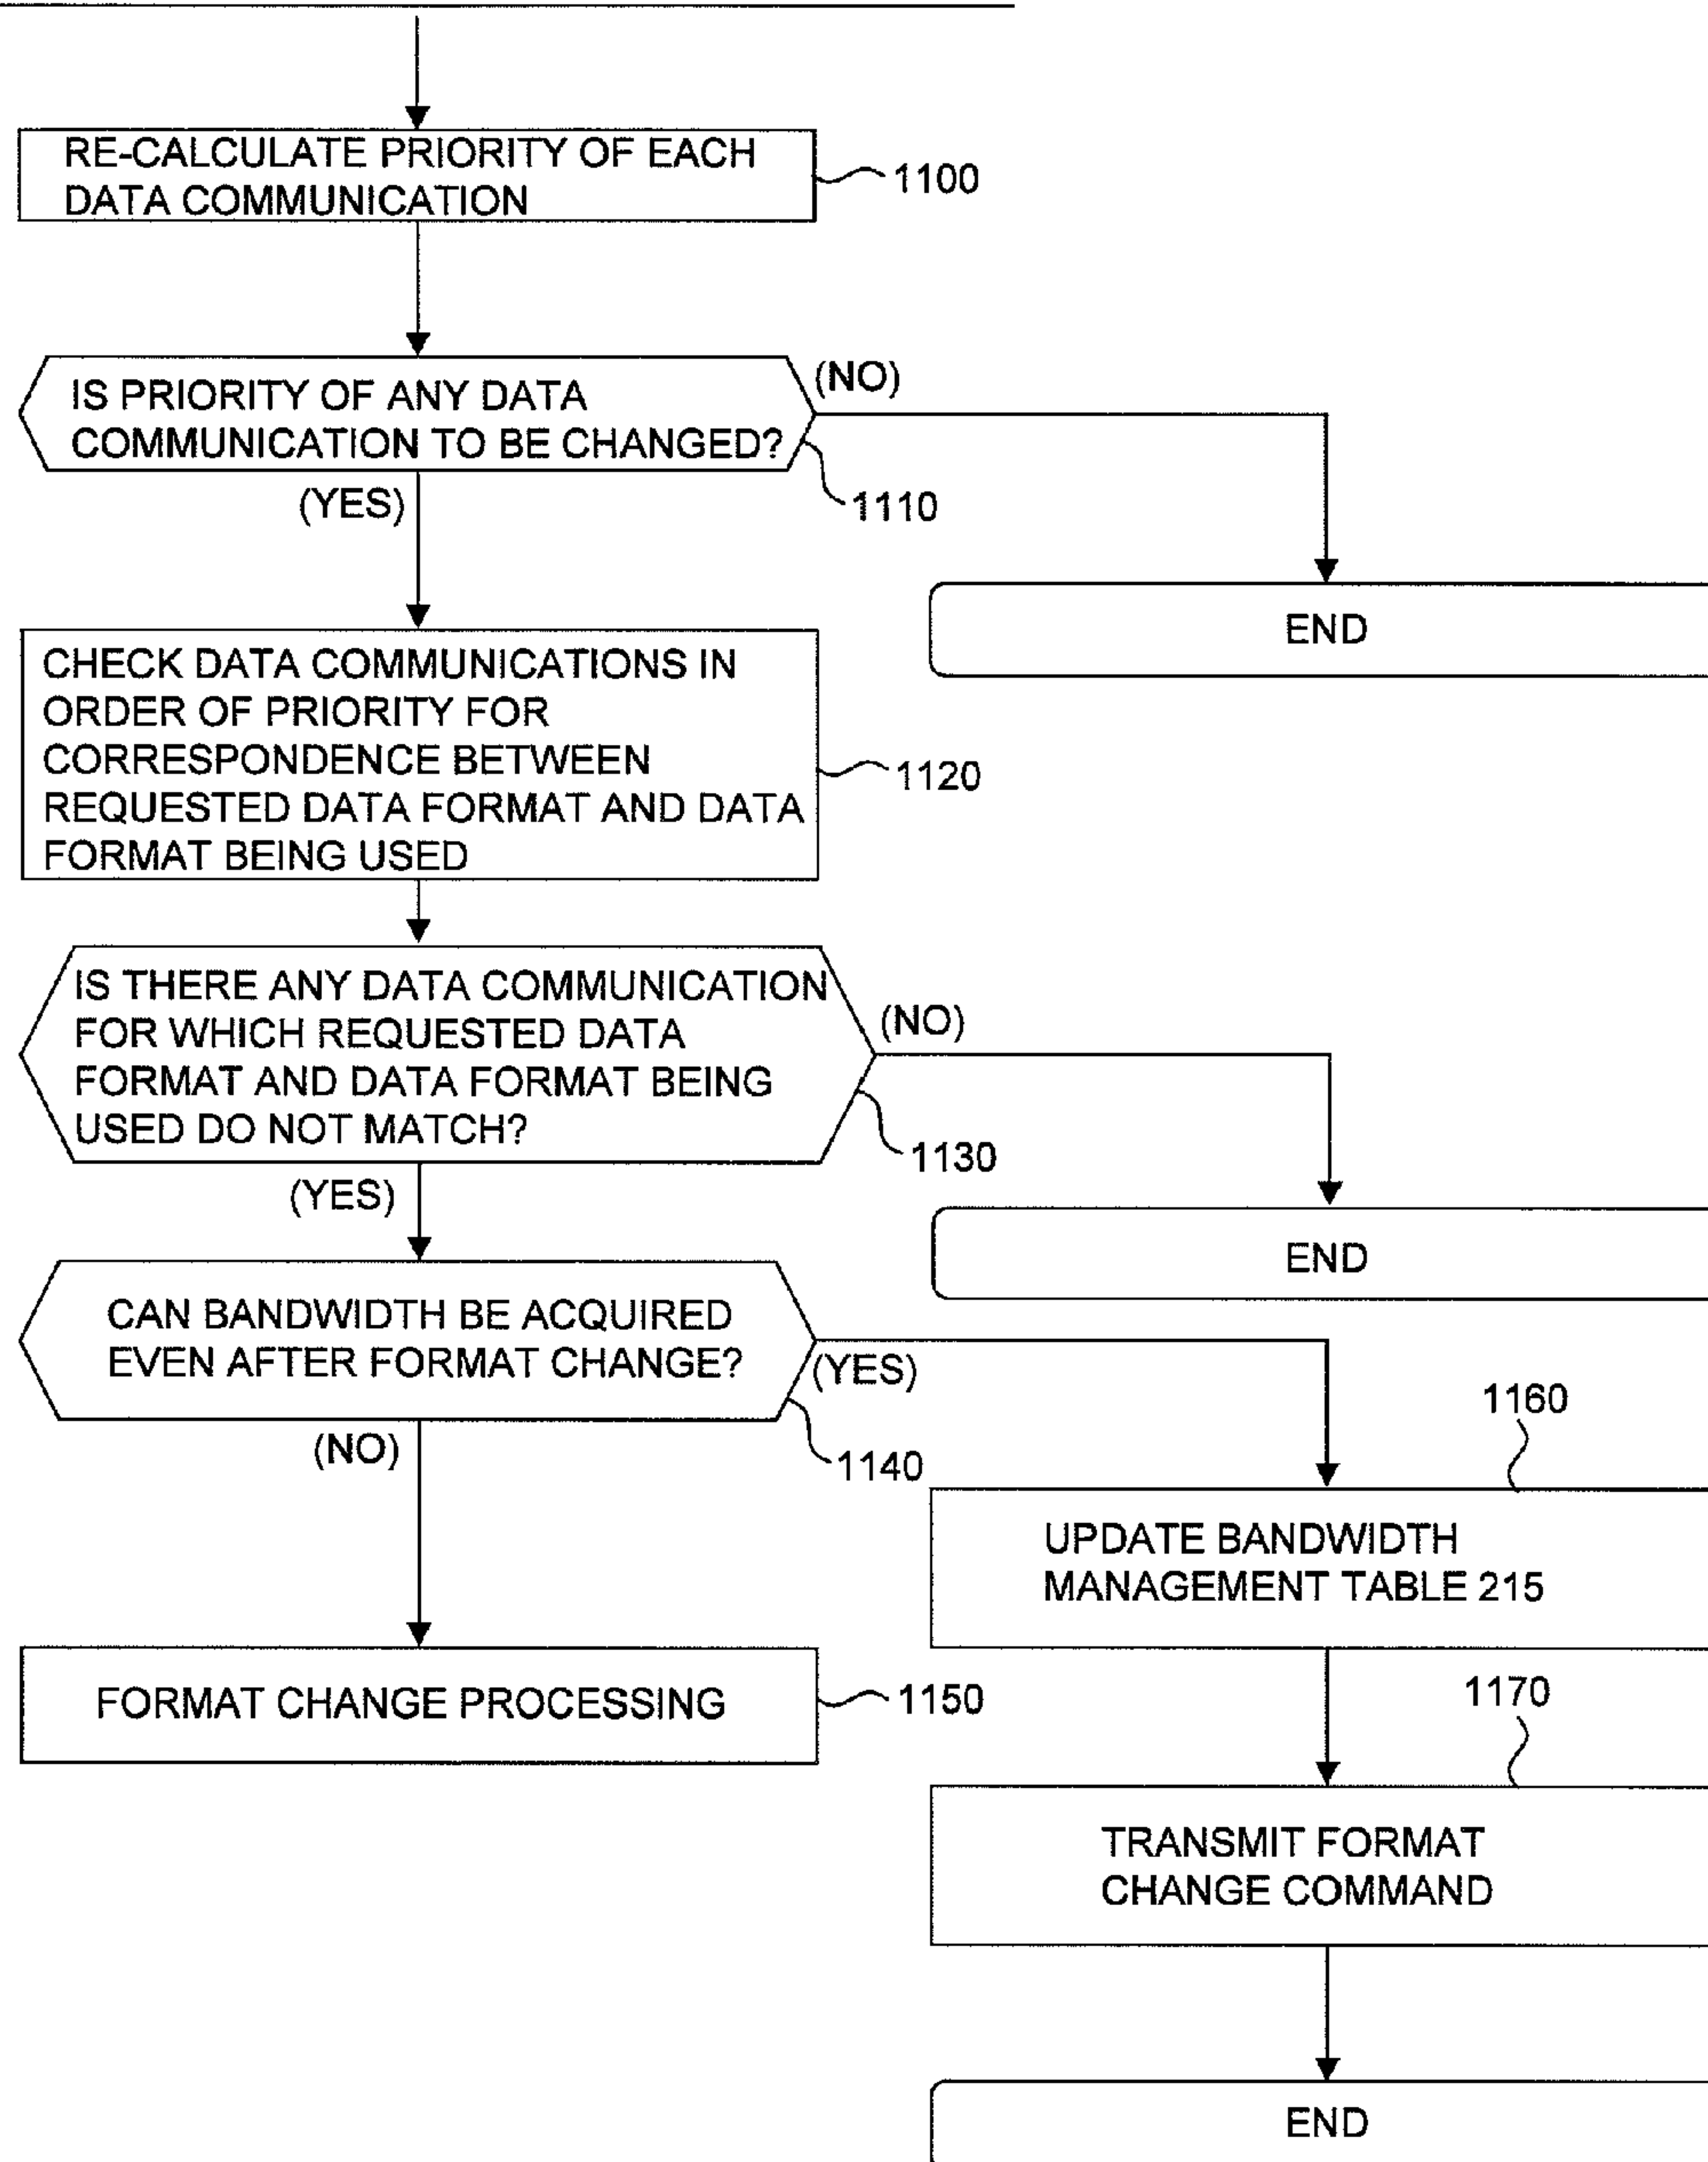 RE-CALCULATE PRIORITY OF EACH
DATA COMMUNICATION
1100
IS PRIORITY OF ANY DATA
COMMUNICATION TO BE CHANGED?
(NO)
1110
(YES)
END
CHECK DATA COMMUNICATIONS IN
ORDER OF PRIORITY FOR
CORRESPONDENCE BETWEEN
REQUESTED DATA FORMAT AND DATA
FORMAT BEING USED
1120
IS THERE ANY DATA COMMUNICATION
FOR WHICH REQUESTED DATA
FORMAT AND DATA FORMAT BEING
USED DO NOT MATCH?
(NO)
1130
(YES)
END
CAN BANDWIDTH BE ACQUIRED
EVEN AFTER FORMAT CHANGE?
(YES)
1140
(NO)
1160
UPDATE BANDWIDTH
MANAGEMENT TABLE 215
FORMAT CHANGE PROCESSING
1150
1170
TRANSMIT FORMAT
CHANGE COMMAND
END